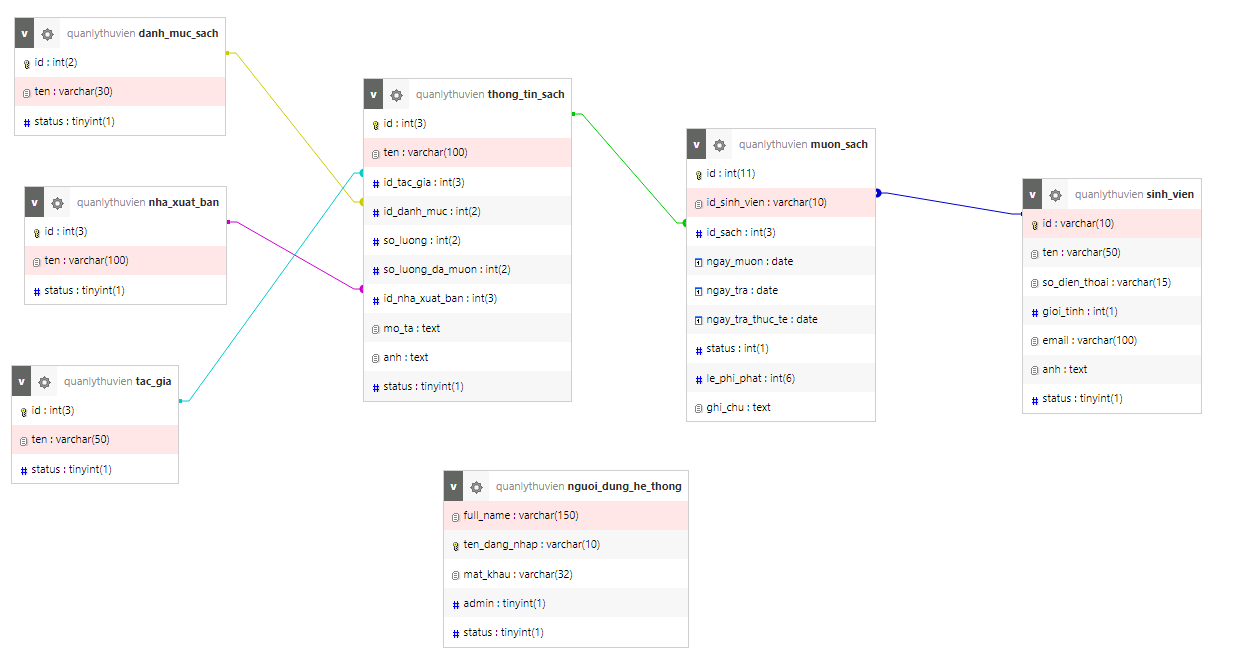 v quanlythuvien danh_muc_sach
id : int(2)
ten : varchar(30)
# status : tinyint(1)
v quanlythuvien nha_xuat_ban
id : int(3)
ten : varchar(100)
# status : tinyint(1)
v quanlythuvien tac_gia
id : int(3)
ten : varchar(50)
# status : tinyint(1)
v quanlythuvien thong_tin_sach
id : int(3)
ten : varchar(100)
# id_tac_gia : int(3)
# id_danh_muc : int(2)
# so_luong : int(2)
# so_luong_da_muon : int(2)
# id_nha_xuat_ban : int(3)
mo_ta : text
anh : text
# status : tinyint(1)
v quanlythuvien muon_sach
id : int(11)
id_sinh_vien : varchar(10)
# id_sach : int(3)
ngay_muon : date
ngay_tra : date
ngay_tra_thuc_te : date
# status : int(1)
# le_phi_phat : int(6)
ghi_chu : text
v quanlythuvien sinh_vien
id : varchar(10)
ten : varchar(50)
so_dien_thoai : varchar(15)
# gioi_tinh : int(1)
email : varchar(100)
anh : text
# status : tinyint(1)
v quanlythuvien nguoi_dung_he_thong
full_name : varchar(150)
ten_dang_nhap : varchar(10)
mat_khau : varchar(32)
# admin : tinyint(1)
# status : tinyint(1)